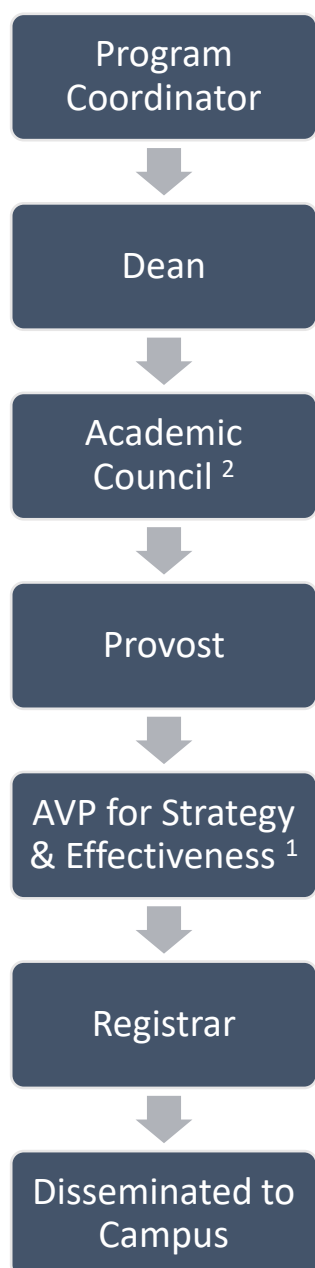 Program
Coordinator
Dean
Academic
Council ²
Provost
AVP for Strategy
& Effectiveness ¹
Registrar
Disseminated to
Campus